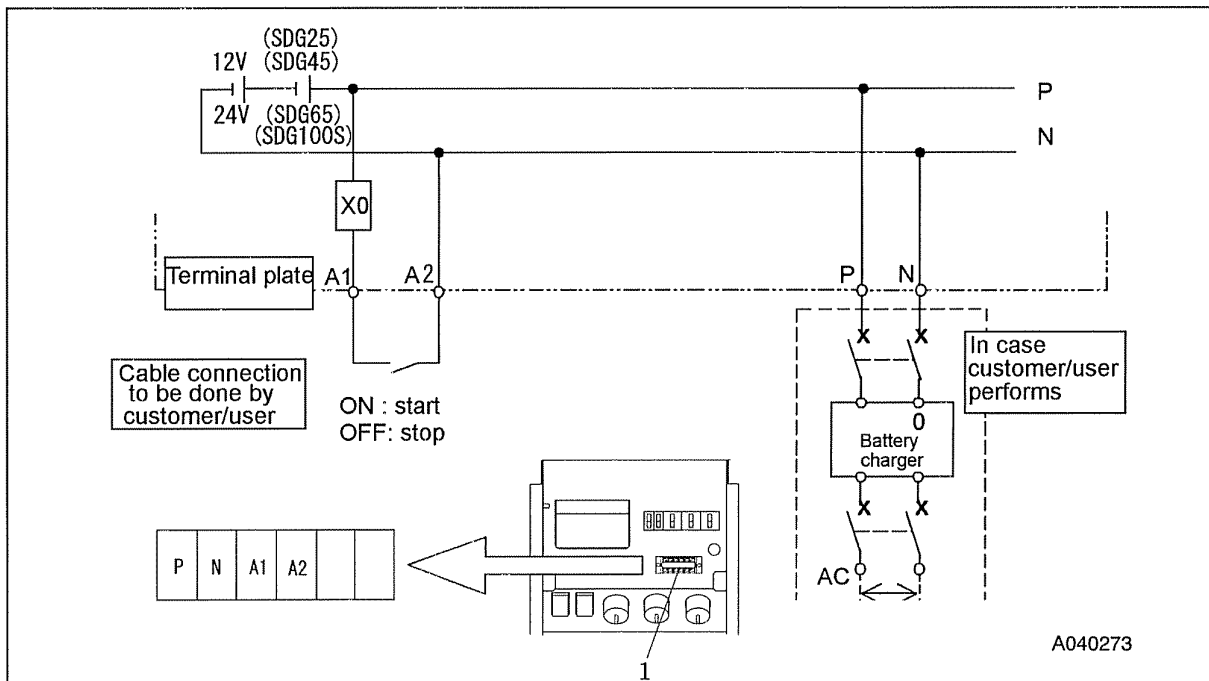 (SDG25)
12V (SDG45)
24V (SDG65)
(SDG100S)
P
N
X0
Terminal plate A1 A2 P N
X X
Cable connection
to be done by
customer/user
ON : start
OFF: stop
In case
customer/user
performs
0
Battery
charger
X X
AC
P N A1 A2
1
A040273